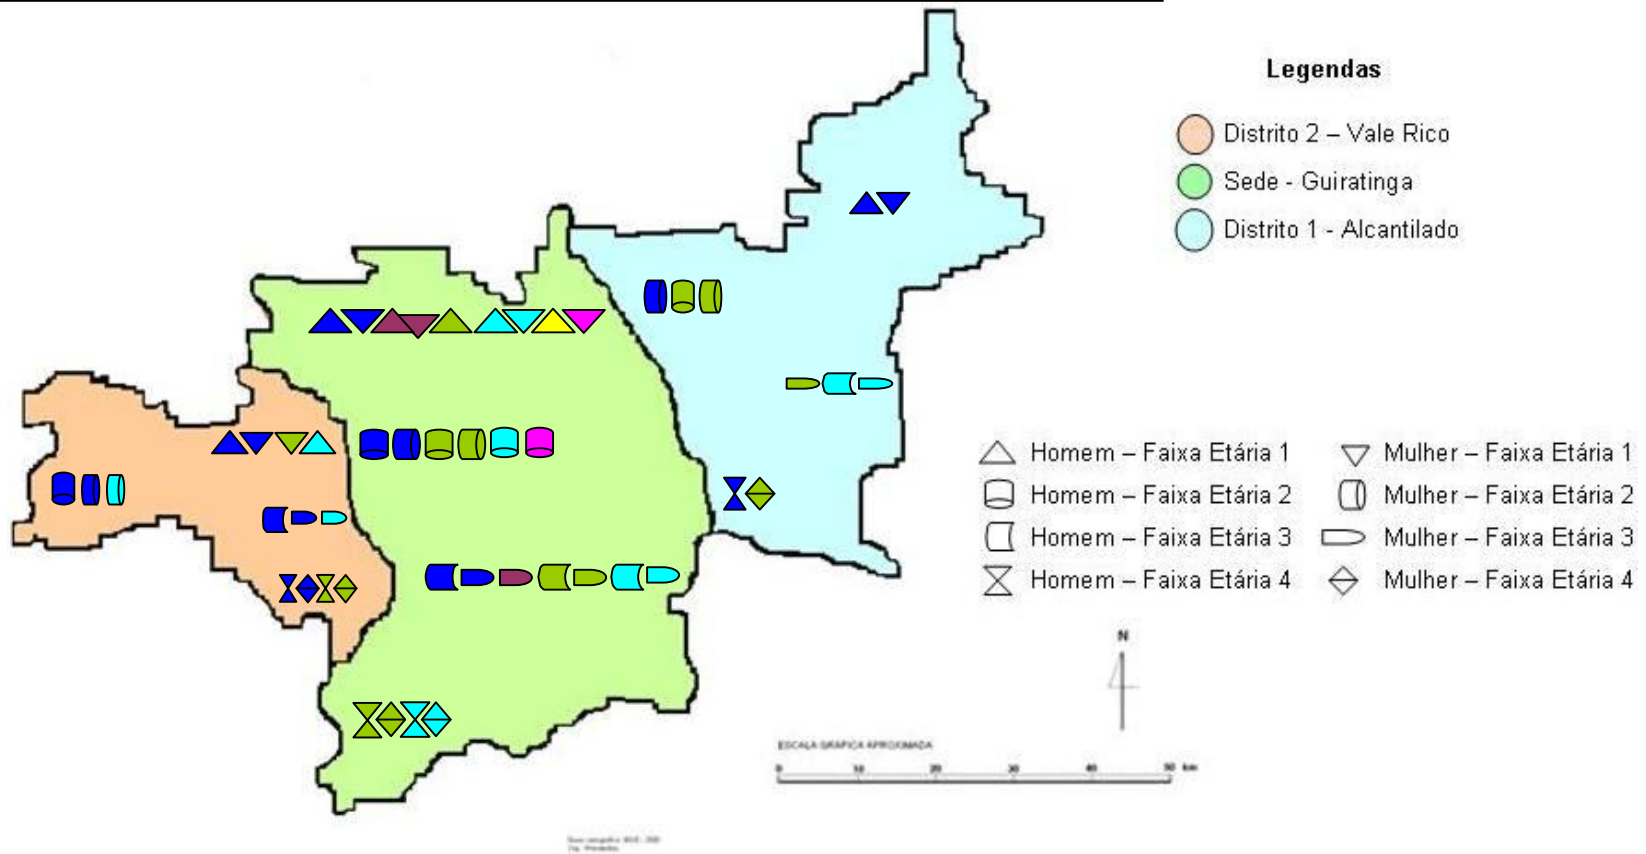 Legendas
Distrito 2 – Vale Rico
Sede - Guiratinga
Distrito 1 - Alcantilado
Homem – Faixa Etária 1
Mulher – Faixa Etária 1
Homem – Faixa Etária 2
Mulher – Faixa Etária 2
Homem – Faixa Etária 3
Mulher – Faixa Etária 3
Homem – Faixa Etária 4
Mulher – Faixa Etária 4
N
ESCALA GRÁFICA APROXIMADA
0 10 20 30 40 50 km